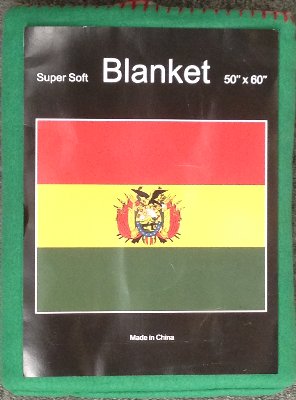 Super Soft Blanket 50" x 60"
Made in China